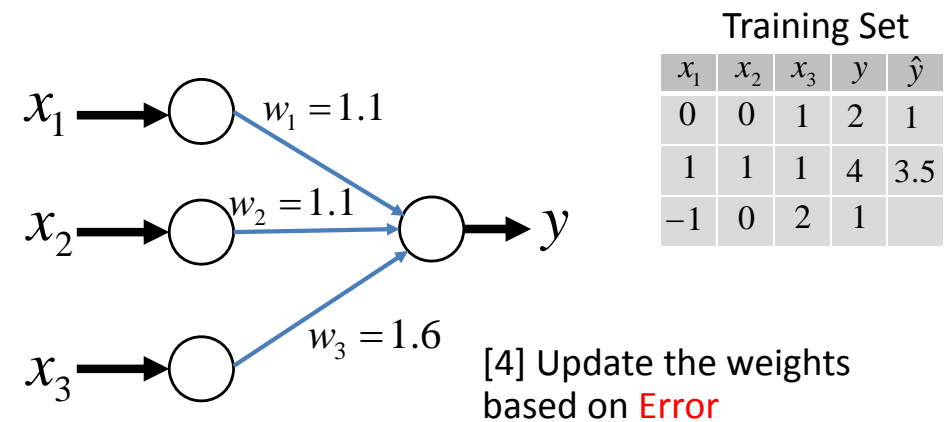 Training Set
x₁ x₂ x₃ y ŷ
0 0 1 2 1
1 1 1 4 3.5
−1 0 2 1
x₁
w₁ = 1.1
x₂
w₂ = 1.1
y
x₃
w₃ = 1.6
[4] Update the weights
based on Error